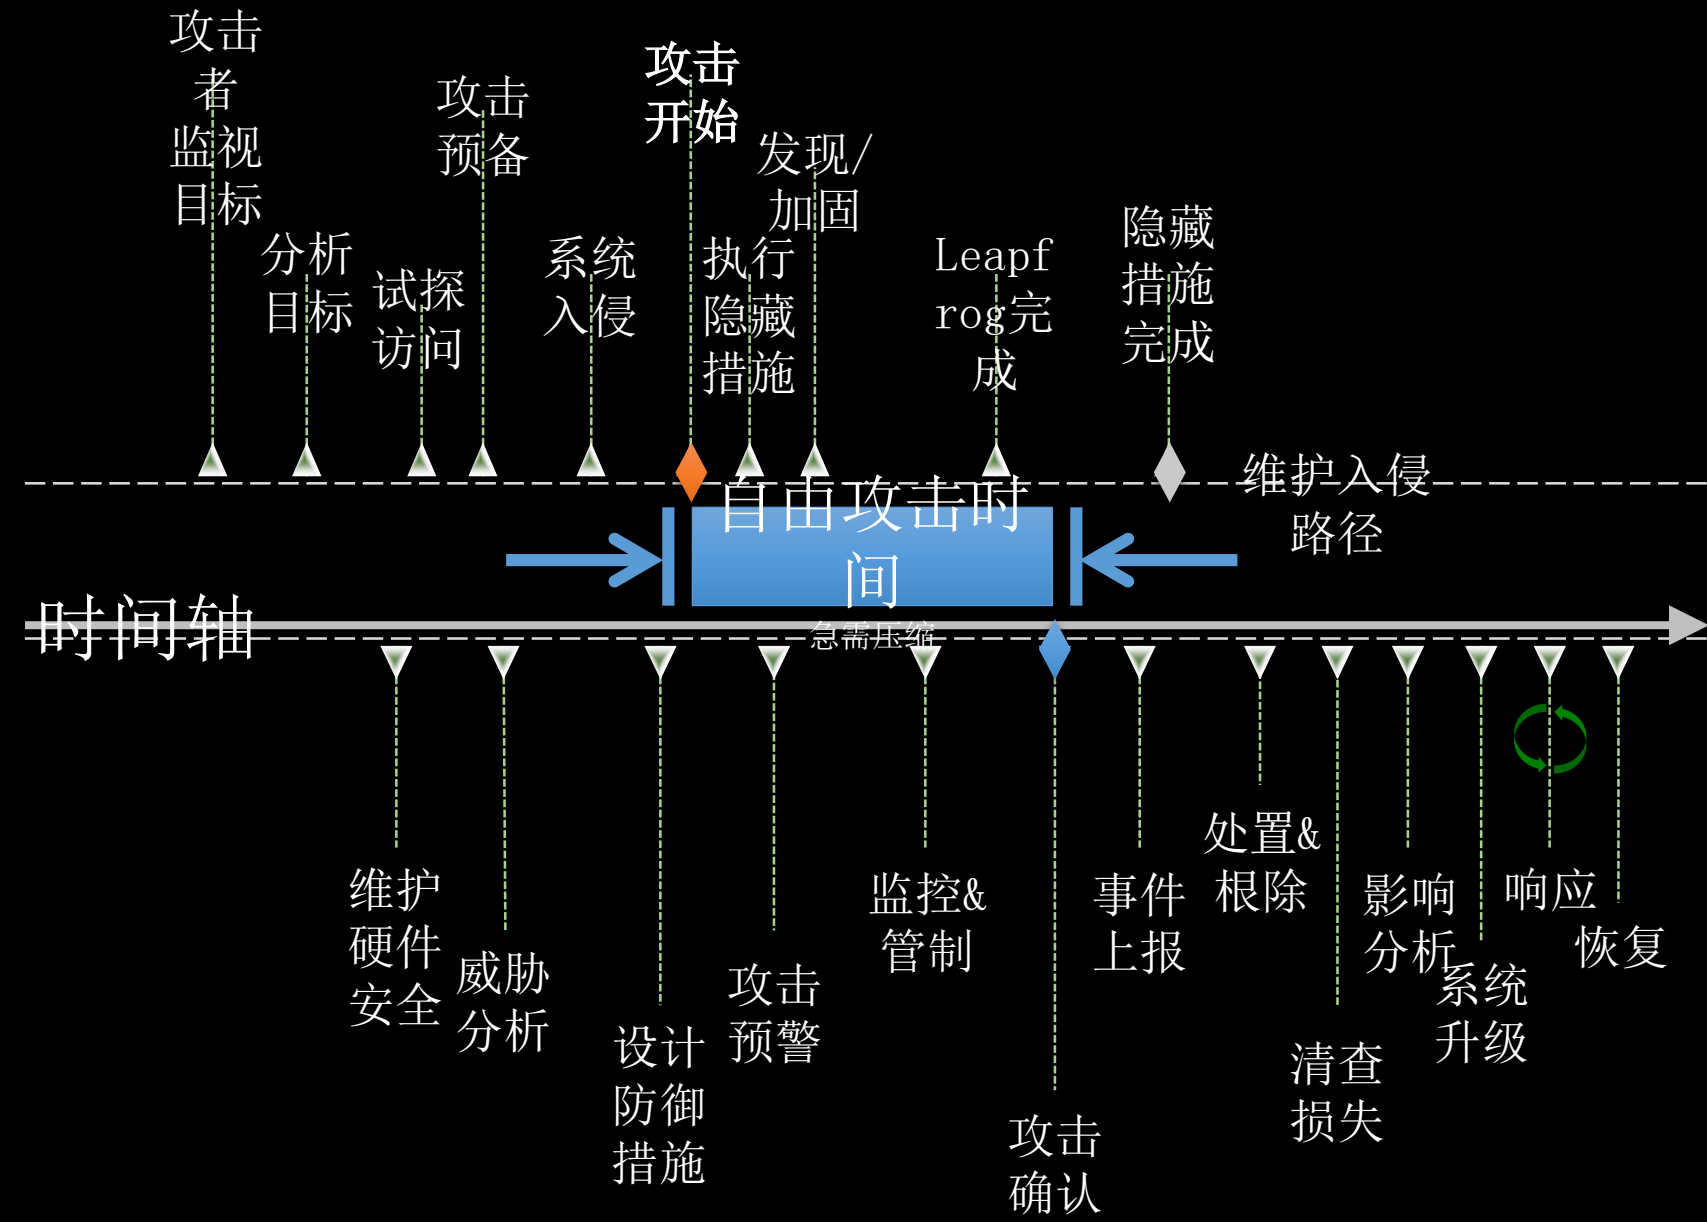 攻击
者
监视
目标
分析
目标
试探
访问
攻击
预备
系统
入侵
攻击
开始
执行
隐藏
措施
发现/
加固
Leapf
rog完
成
隐藏
措施
完成
维护入侵
路径
自由攻击时
间
时间轴
急需压缩
维护
硬件
安全
威胁
分析
设计
防御
措施
攻击
预警
监控&
管制
攻击
确认
事件
上报
处置&
根除
清查
损失
影响
分析
系统
升级
响应
恢复